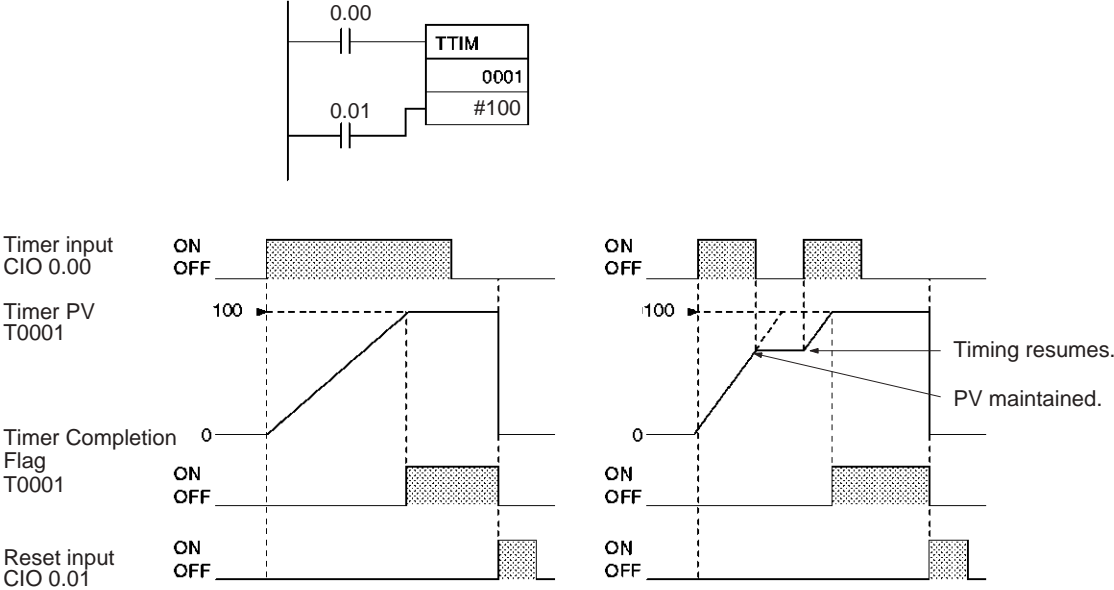 0.00
TTIM
0001
0.01
#100
Timer input
CIO 0.00
ON
OFF
Timer PV
T0001
100
0
Timer Completion
Flag
T0001
ON
OFF
Reset input
CIO 0.01
ON
OFF
ON
OFF
100
Timing resumes.
PV maintained.
0
ON
OFF
ON
OFF